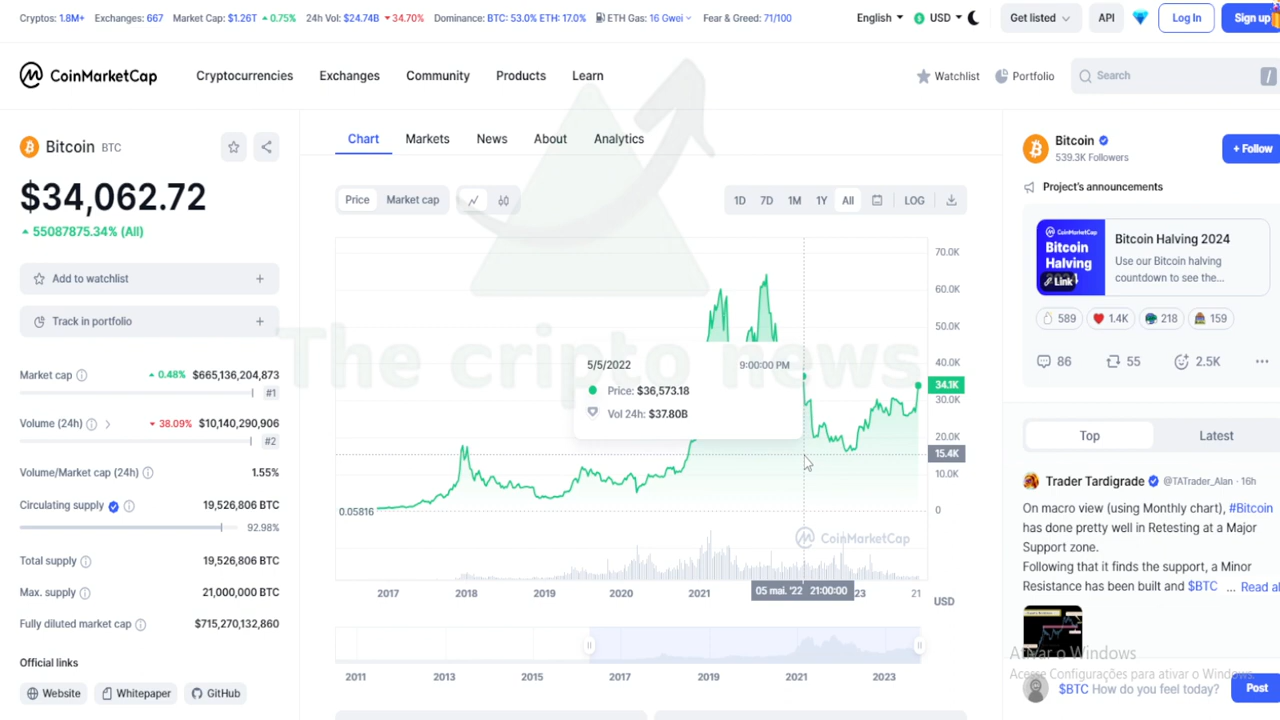 Cryptos: 1.8M+ Exchanges: 667 Market Cap: $1.26T 0.75% 24h Vol: $24.74B 34.70% Dominance: BTC: 53.0% ETH: 17.0% ETH Gas: 16 Gwei Fear & Greed: 71/100
English USD Get listed API Log In Sign up
CoinMarketCap Cryptocurrencies Exchanges Community Products Learn
Watchlist Portfolio Search /
Bitcoin BTC
$34,062.72
55087875.34% (All)
Add to watchlist +
Track in portfolio +
Market cap 0.48% $665,136,204,873
#1
Volume (24h) 38.09% $10,140,290,906
#2
Volume/Market cap (24h) 1.55%
Circulating supply 19,526,806 BTC
92.98%
Total supply 19,526,806 BTC
Max. supply 21,000,000 BTC
Fully diluted market cap $715,270,132,860
Official links
Website Whitepaper GitHub
Chart Markets News About Analytics
Price Market cap
1D 7D 1M 1Y All LOG
70.0K
60.0K
50.0K
40.0K
34.1K
30.0K
20.0K
15.4K
10.0K
0
0.05816
5/5/2022 9:00:00 PM
Price: $36,573.18
Vol 24h: $37.80B
The cripto news
CoinMarketCap
2017 2018 2019 2020 2021 05 mai. '22 21:00:00 23 21
USD
2011 2013 2015 2017 2019 2021 2023
Bitcoin
539.3K Followers
+ Follow
Project's announcements
CoinMarketCap
Bitcoin
Halving
Link
Bitcoin Halving 2024
Use our Bitcoin halving
countdown to see the...
589 1.4K 218 159
86 55 2.5K
Top Latest
Trader Tardigrade @TATrader_Alan · 16h
On macro view (using Monthly chart), #Bitcoin
has done pretty well in Retesting at a Major
Support zone.
Following that it finds the support, a Minor
Resistance has been built and $BTC ... Read al
Ativar o Windows
Acesse Configurações para ativar o Windows.
$BTC How do you feel today? Post